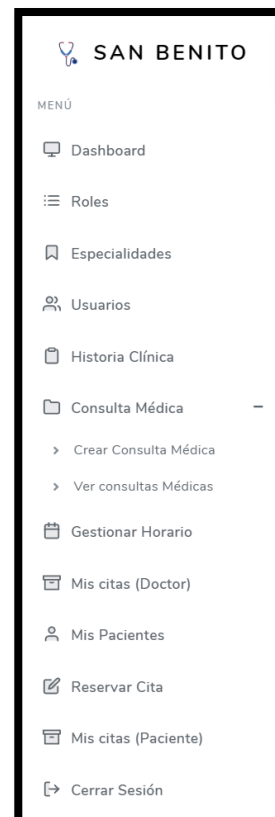 SAN BENITO
MENÚ
Dashboard
Roles
Especialidades
Usuarios
Historia Clínica
Consulta Médica
Crear Consulta Médica
Ver consultas Médicas
Gestionar Horario
Mis citas (Doctor)
Mis Pacientes
Reservar Cita
Mis citas (Paciente)
Cerrar Sesión